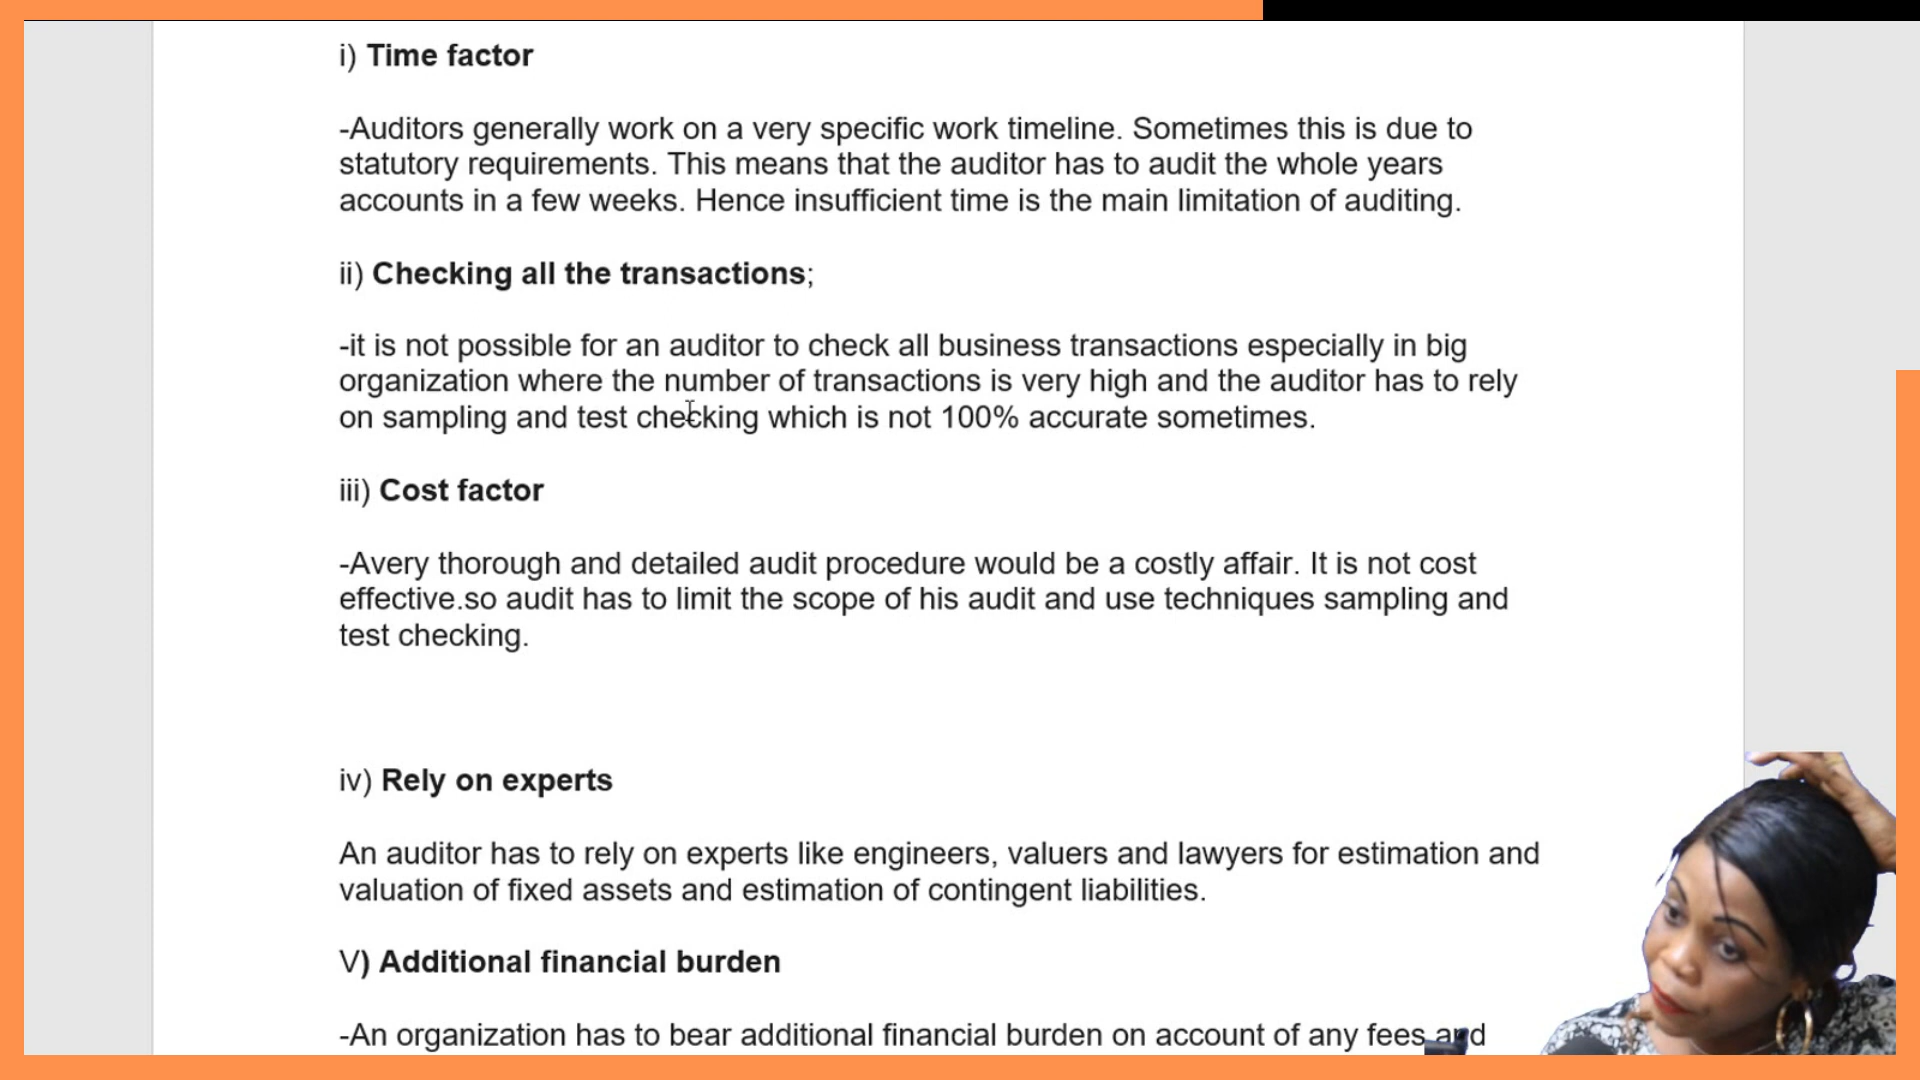 i) Time factor
-Auditors generally work on a very specific work timeline. Sometimes this is due to
statutory requirements. This means that the auditor has to audit the whole years
accounts in a few weeks. Hence insufficient time is the main limitation of auditing.
ii) Checking all the transactions;
-it is not possible for an auditor to check all business transactions especially in big
organization where the number of transactions is very high and the auditor has to rely
on sampling and test checking which is not 100% accurate sometimes.
iii) Cost factor
-Avery thorough and detailed audit procedure would be a costly affair. It is not cost
effective.so audit has to limit the scope of his audit and use techniques sampling and
test checking.
iv) Rely on experts
An auditor has to rely on experts like engineers, valuers and lawyers for estimation and
valuation of fixed assets and estimation of contingent liabilities.
V) Additional financial burden
-An organization has to bear additional financial burden on account of any fees and